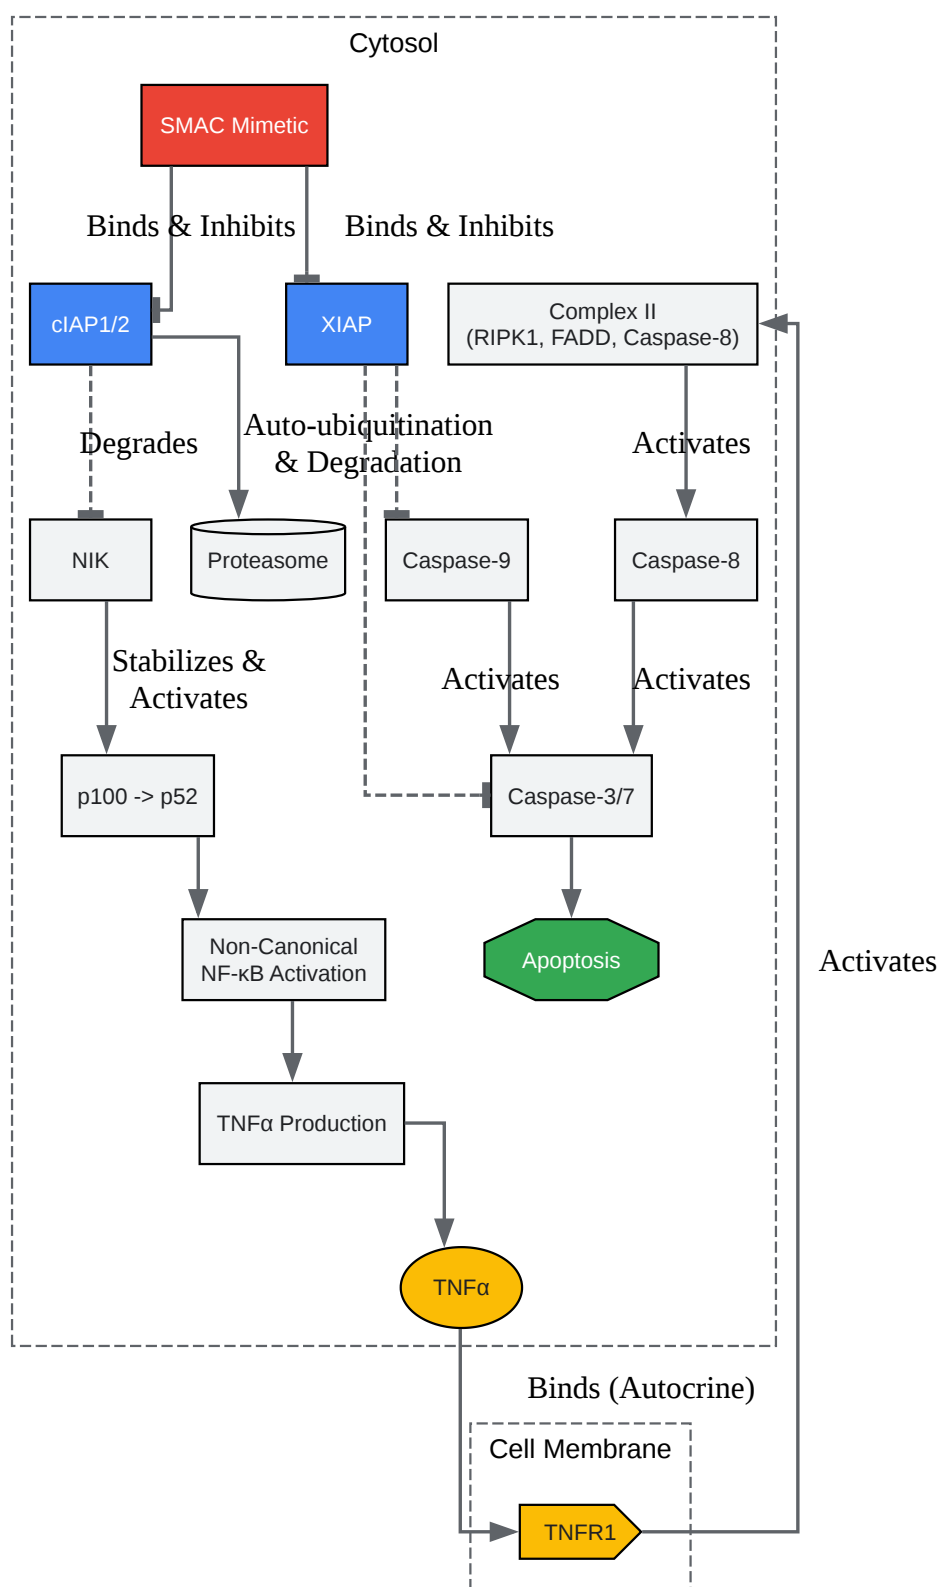 Cytosol
SMAC Mimetic
Binds & Inhibits
Binds & Inhibits
cIAP1/2
XIAP
Complex II
(RIPK1, FADD, Caspase-8)
Degrades
Auto-ubiquitination
& Degradation
Activates
NIK
Proteasome
Caspase-9
Caspase-8
Stabilizes &
Activates
Activates
Activates
p100 -> p52
Caspase-3/7
Non-Canonical
NF-κB Activation
Apoptosis
Activates
TNFα Production
TNFα
Binds (Autocrine)
Cell Membrane
TNFR1